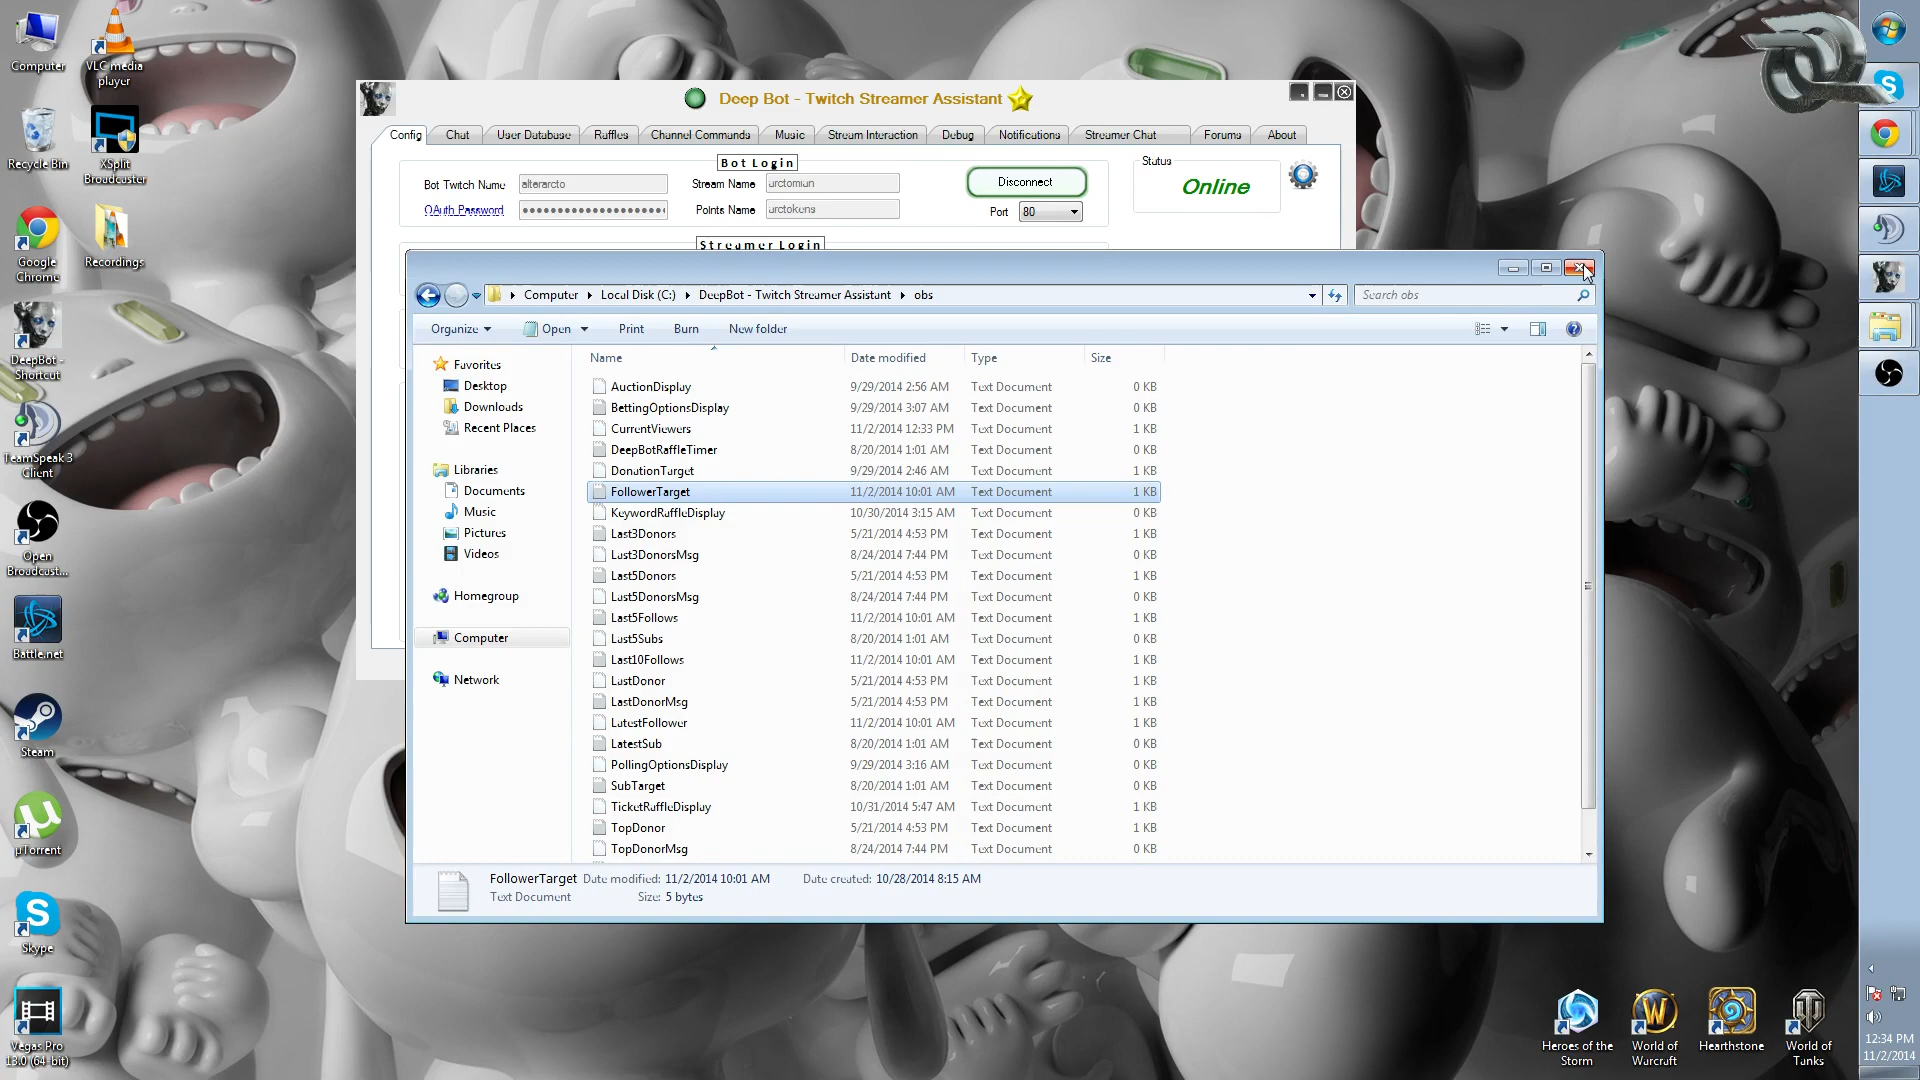 Computer
VLC media player
Recycle Bin
XSplit Broadcaster
Google Chrome
Recordings
DeepBot - Shortcut
TeamSpeak 3 Client
Open Broadcast...
Battle.net
Steam
µTorrent
Skype
Vegas Pro 13.0 (64-bit)
Deep Bot - Twitch Streamer Assistant
Config Chat User Database Raffles Channel Commands Music Stream Interaction Debug Notifications Streamer Chat Forums About
Bot Login
Bot Twitch Name alterarcto Stream Name arctomian Disconnect
OAuth Password Points Name arctokens Port 80
Status
Online
Streamer Login
Computer Local Disk (C:) DeepBot - Twitch Streamer Assistant obs Search obs
Organize Open Print Burn New folder
Favorites
Desktop
Downloads
Recent Places
Libraries
Documents
Music
Pictures
Videos
Homegroup
Computer
Network
Name Date modified Type Size
AuctionDisplay 9/29/2014 2:56 AM Text Document 0 KB
BettingOptionsDisplay 9/29/2014 3:07 AM Text Document 0 KB
CurrentViewers 11/2/2014 12:33 PM Text Document 1 KB
DeepBotRaffleTimer 8/20/2014 1:01 AM Text Document 0 KB
DonationTarget 9/29/2014 2:46 AM Text Document 1 KB
FollowerTarget 11/2/2014 10:01 AM Text Document 1 KB
KeywordRaffleDisplay 10/30/2014 3:15 AM Text Document 0 KB
Last3Donors 5/21/2014 4:53 PM Text Document 1 KB
Last3DonorsMsg 8/24/2014 7:44 PM Text Document 0 KB
Last5Donors 5/21/2014 4:53 PM Text Document 1 KB
Last5DonorsMsg 8/24/2014 7:44 PM Text Document 0 KB
Last5Follows 11/2/2014 10:01 AM Text Document 1 KB
Last5Subs 8/20/2014 1:01 AM Text Document 0 KB
Last10Follows 11/2/2014 10:01 AM Text Document 1 KB
LastDonor 5/21/2014 4:53 PM Text Document 1 KB
LastDonorMsg 5/21/2014 4:53 PM Text Document 1 KB
LatestFollower 11/2/2014 10:01 AM Text Document 1 KB
LatestSub 8/20/2014 1:01 AM Text Document 0 KB
PollingOptionsDisplay 9/29/2014 3:16 AM Text Document 0 KB
SubTarget 8/20/2014 1:01 AM Text Document 0 KB
TicketRaffleDisplay 10/31/2014 5:47 AM Text Document 1 KB
TopDonor 5/21/2014 4:53 PM Text Document 1 KB
TopDonorMsg 8/24/2014 7:44 PM Text Document 0 KB
FollowerTarget Date modified: 11/2/2014 10:01 AM Date created: 10/28/2014 8:15 AM
Text Document Size: 5 bytes
Heroes of the Storm
World of Warcraft
Hearthstone
World of Tanks
12:34 PM
11/2/2014